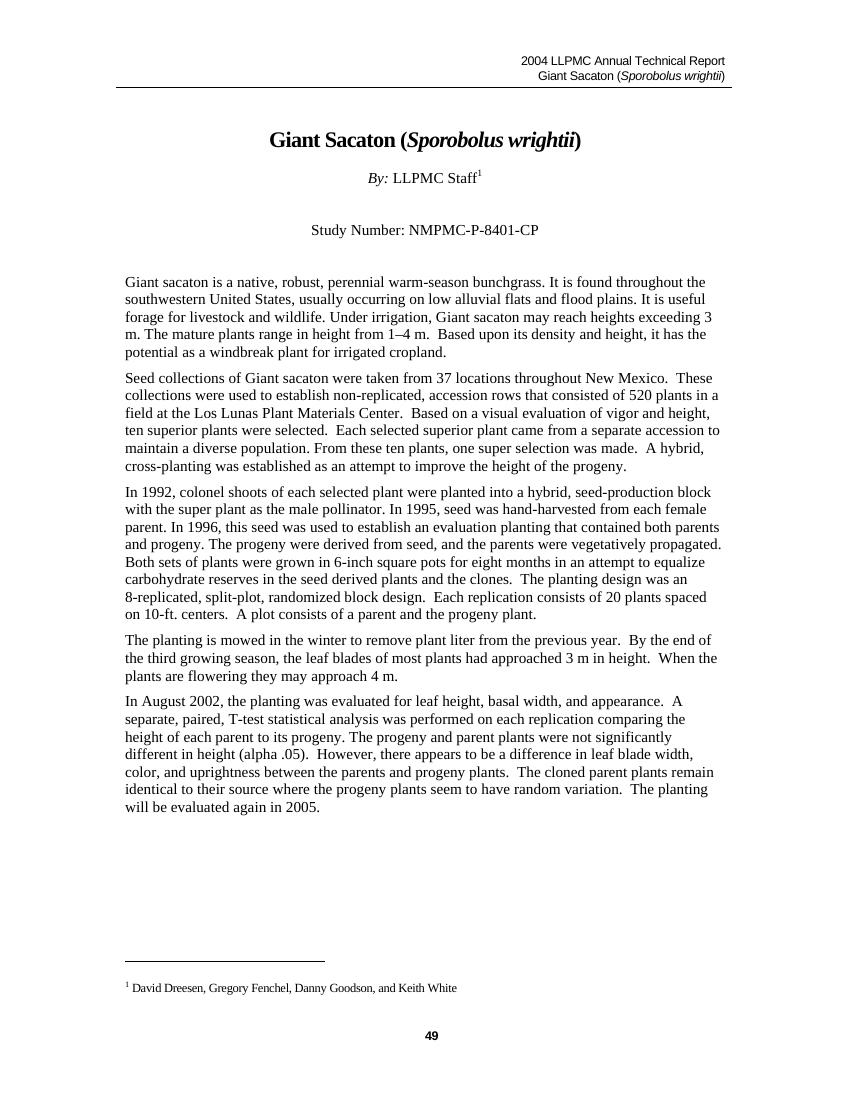 2004 LLPMC Annual Technical Report
Giant Sacaton (Sporobolus wrightii)
Giant Sacaton (Sporobolus wrightii)
By: LLPMC Staff1
Study Number: NMPMC-P-8401-CP
Giant sacaton is a native, robust, perennial warm-season bunchgrass. It is found throughout the
southwestern United States, usually occurring on low alluvial flats and flood plains. It is useful
forage for livestock and wildlife. Under irrigation, Giant sacaton may reach heights exceeding 3
m. The mature plants range in height from 1–4 m.  Based upon its density and height, it has the
potential as a windbreak plant for irrigated cropland.
Seed collections of Giant sacaton were taken from 37 locations throughout New Mexico.  These
collections were used to establish non-replicated, accession rows that consisted of 520 plants in a
field at the Los Lunas Plant Materials Center.  Based on a visual evaluation of vigor and height,
ten superior plants were selected.  Each selected superior plant came from a separate accession to
maintain a diverse population. From these ten plants, one super selection was made.  A hybrid,
cross-planting was established as an attempt to improve the height of the progeny.
In 1992, colonel shoots of each selected plant were planted into a hybrid, seed-production block
with the super plant as the male pollinator. In 1995, seed was hand-harvested from each female
parent. In 1996, this seed was used to establish an evaluation planting that contained both parents
and progeny. The progeny were derived from seed, and the parents were vegetatively propagated.
Both sets of plants were grown in 6-inch square pots for eight months in an attempt to equalize
carbohydrate reserves in the seed derived plants and the clones.  The planting design was an
8-replicated, split-plot, randomized block design.  Each replication consists of 20 plants spaced
on 10-ft. centers.  A plot consists of a parent and the progeny plant.
The planting is mowed in the winter to remove plant liter from the previous year.  By the end of
the third growing season, the leaf blades of most plants had approached 3 m in height.  When the
plants are flowering they may approach 4 m.
In August 2002, the planting was evaluated for leaf height, basal width, and appearance.  A
separate, paired, T-test statistical analysis was performed on each replication comparing the
height of each parent to its progeny. The progeny and parent plants were not significantly
different in height (alpha .05).  However, there appears to be a difference in leaf blade width,
color, and uprightness between the parents and progeny plants.  The cloned parent plants remain
identical to their source where the progeny plants seem to have random variation.  The planting
will be evaluated again in 2005.
1 David Dreesen, Gregory Fenchel, Danny Goodson, and Keith White
49